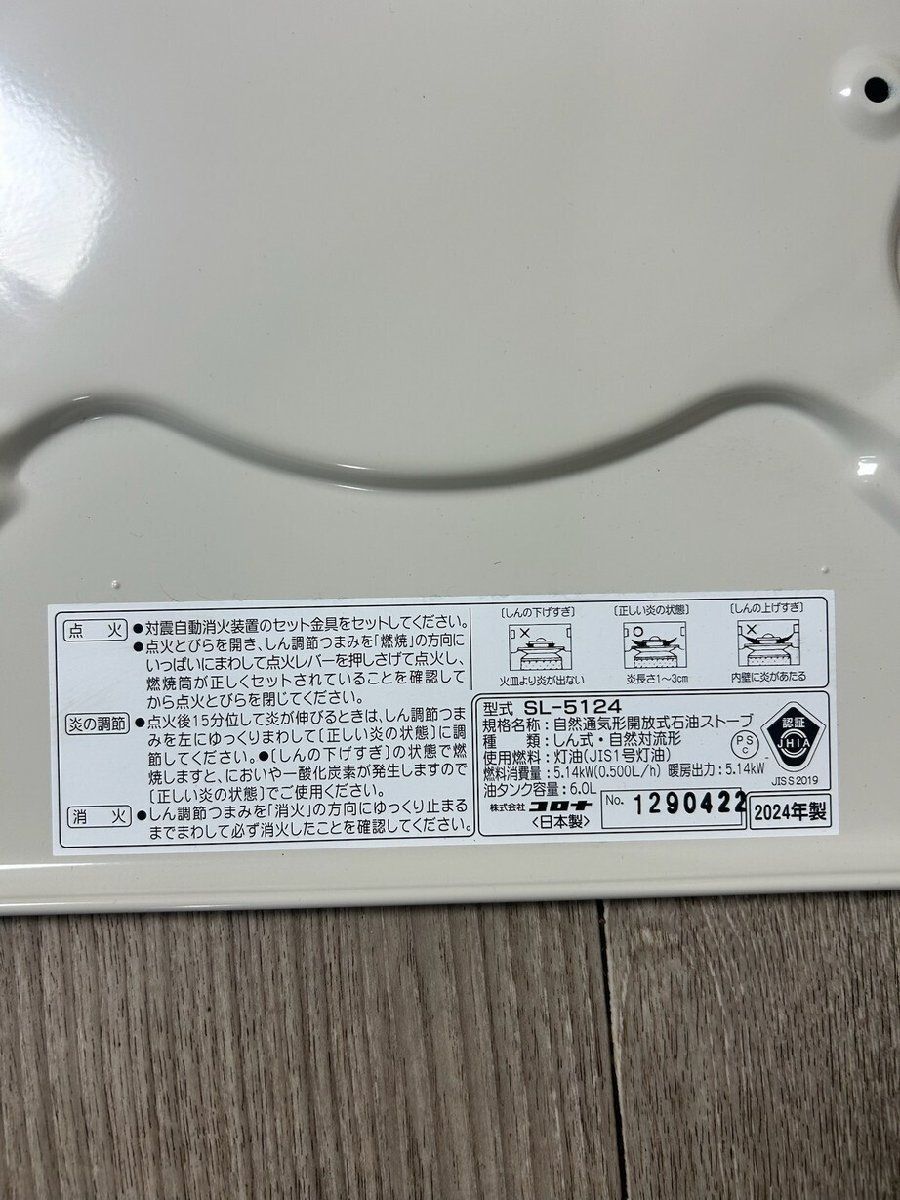 点　火
●対震自動消火装置のセット金具をセットしてください。
●点火とびらを開き、しん調節つまみを「燃焼」の方向に
いっぱいにまわして点火レバーを押しさげて点火し、
燃焼筒が正しくセットされていることを確認して
から点火とびらを閉じてください。
炎の調節
●点火後15分位して炎が伸びるときは、しん調節つま
みを左にゆっくりまわして〔正しい炎の状態〕に調
節してください。●〔しんの下げすぎ〕の状態で燃
焼しますと、においや一酸化炭素が発生しますので
〔正しい炎の状態〕でご使用ください。
消　火
●しん調節つまみを「消火」の方向にゆっくり止まる
までまわして必ず消火したことを確認してください。
〔しんの下げすぎ〕
火皿より炎が出ない
〔正しい炎の状態〕
炎長さ1～3cm
〔しんの上げすぎ〕
内壁に炎があたる
型式 SL-5124
規格名称：自然通気形開放式石油ストーブ
種　　類：しん式・自然対流形
使用燃料：灯油(JIS1号灯油)
燃料消費量：5.14kW(0.500L/h) 暖房出力：5.14kW
油タンク容量：6.0L
株式会社 コロナ
〈日本製〉
No. 1290422
2024年製
PS
C
認証
JHIA
JIS S 2019